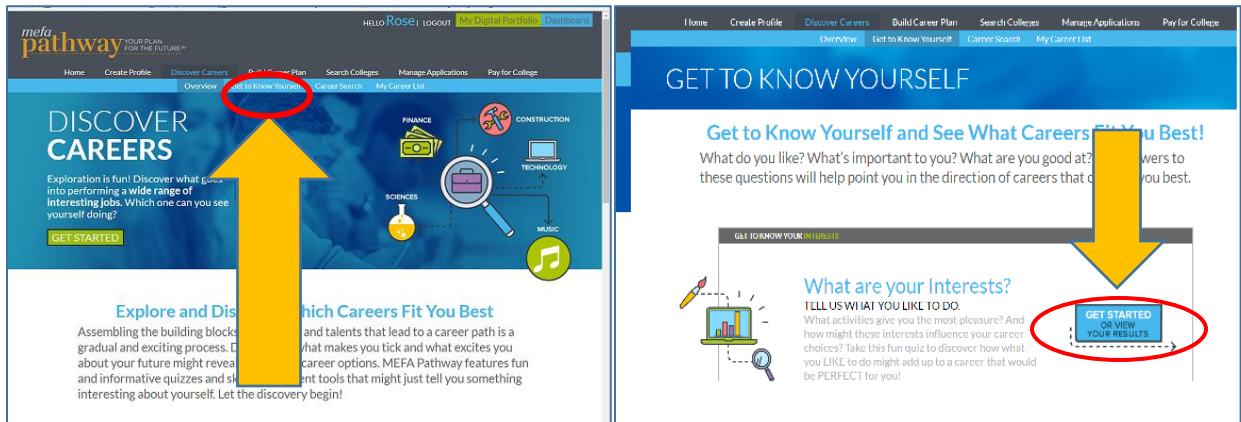 HELLO Rose | LOGOUT My Digital Portfolio Dashboard
mefa
pathway YOUR PLAN
FOR THE FUTURE℠
Home Create Profile Discover Careers Build Career Plan Search Colleges Manage Applications Pay for College
Overview Get to Know Yourself Career Search My Career List
DISCOVER
CAREERS
Exploration is fun! Discover what goes
into performing a wide range of
interesting jobs. Which one can you see
yourself doing?
GET STARTED
FINANCE
CONSTRUCTION
TECHNOLOGY
SCIENCES
MUSIC
Explore and Dis hich Careers Fit You Best
Assembling the building blocks and talents that lead to a career path is a
gradual and exciting process. D hat makes you tick and what excites you
about your future might revea career options. MEFA Pathway features fun
and informative quizzes and sk ent tools that might just tell you something
interesting about yourself. Let the discovery begin!
Home Create Profile Discover Careers Build Career Plan Search Colleges Manage Applications Pay for College
Overview Get to Know Yourself Career Search My Career List
GET TO KNOW YOURSELF
Get to Know Yourself and See What Careers Fit You Best!
What do you like? What's important to you? What are you good at? wers to
these questions will help point you in the direction of careers that you best.
GET TO KNOW YOUR INTERESTS
What are your Interests?
TELL US WHAT YOU LIKE TO DO.
What activities give you the most pleasure? And
how might these interests influence your career
choices? Take this fun quiz to discover how what
you LIKE to do might add up to a career that would
be PERFECT for you!
GET STARTED
OR VIEW
YOUR RESULTS